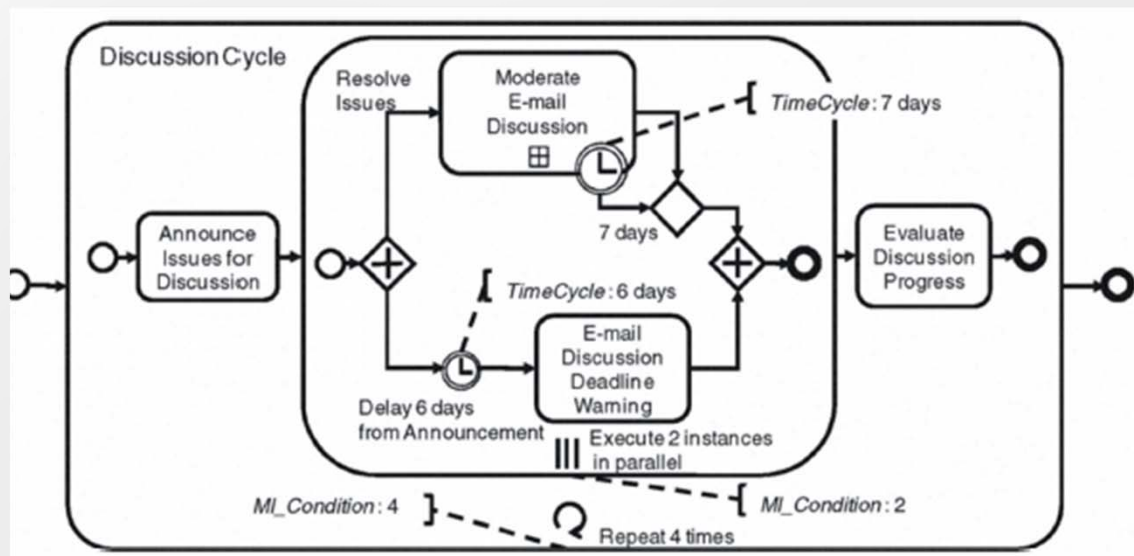 Discussion Cycle
Resolve
Issues
Moderate
E-mail
Discussion
TimeCycle: 7 days
Announce
Issues for
Discussion
7 days
Evaluate
Discussion
Progress
TimeCycle: 6 days
E-mail
Discussion
Deadline
Warning
Delay 6 days
from Announcement
Execute 2 instances
in parallel
MI_Condition: 4
MI_Condition: 2
Repeat 4 times